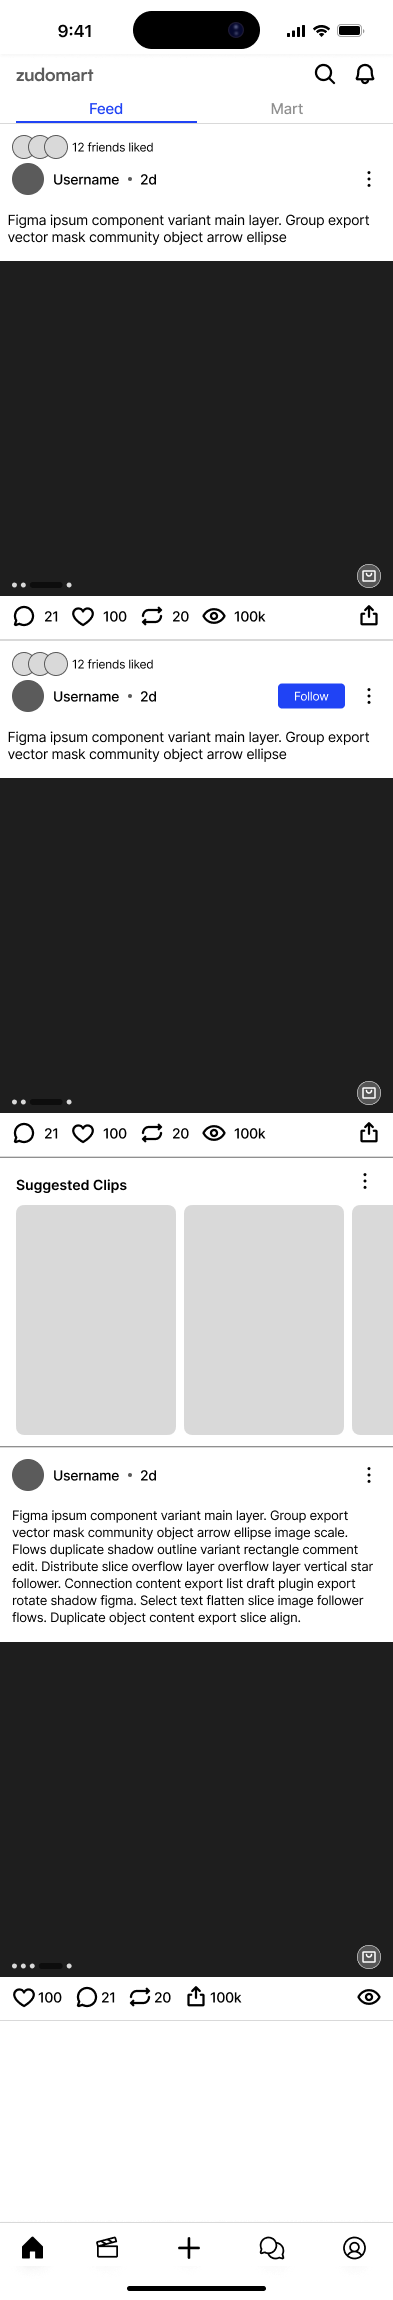 9:41
zudomart
Feed Mart
12 friends liked
Username • 2d
Figma ipsum component variant main layer. Group export
vector mask community object arrow ellipse
21 100 20 100k
12 friends liked
Username • 2d Follow
Figma ipsum component variant main layer. Group export
vector mask community object arrow ellipse
21 100 20 100k
Suggested Clips
Username • 2d
Figma ipsum component variant main layer. Group export
vector mask community object arrow ellipse image scale.
Flows duplicate shadow outline variant rectangle comment
edit. Distribute slice overflow layer overflow layer vertical star
follower. Connection content export list draft plugin export
rotate shadow figma. Select text flatten slice image follower
flows. Duplicate object content export slice align.
100 21 20 100k